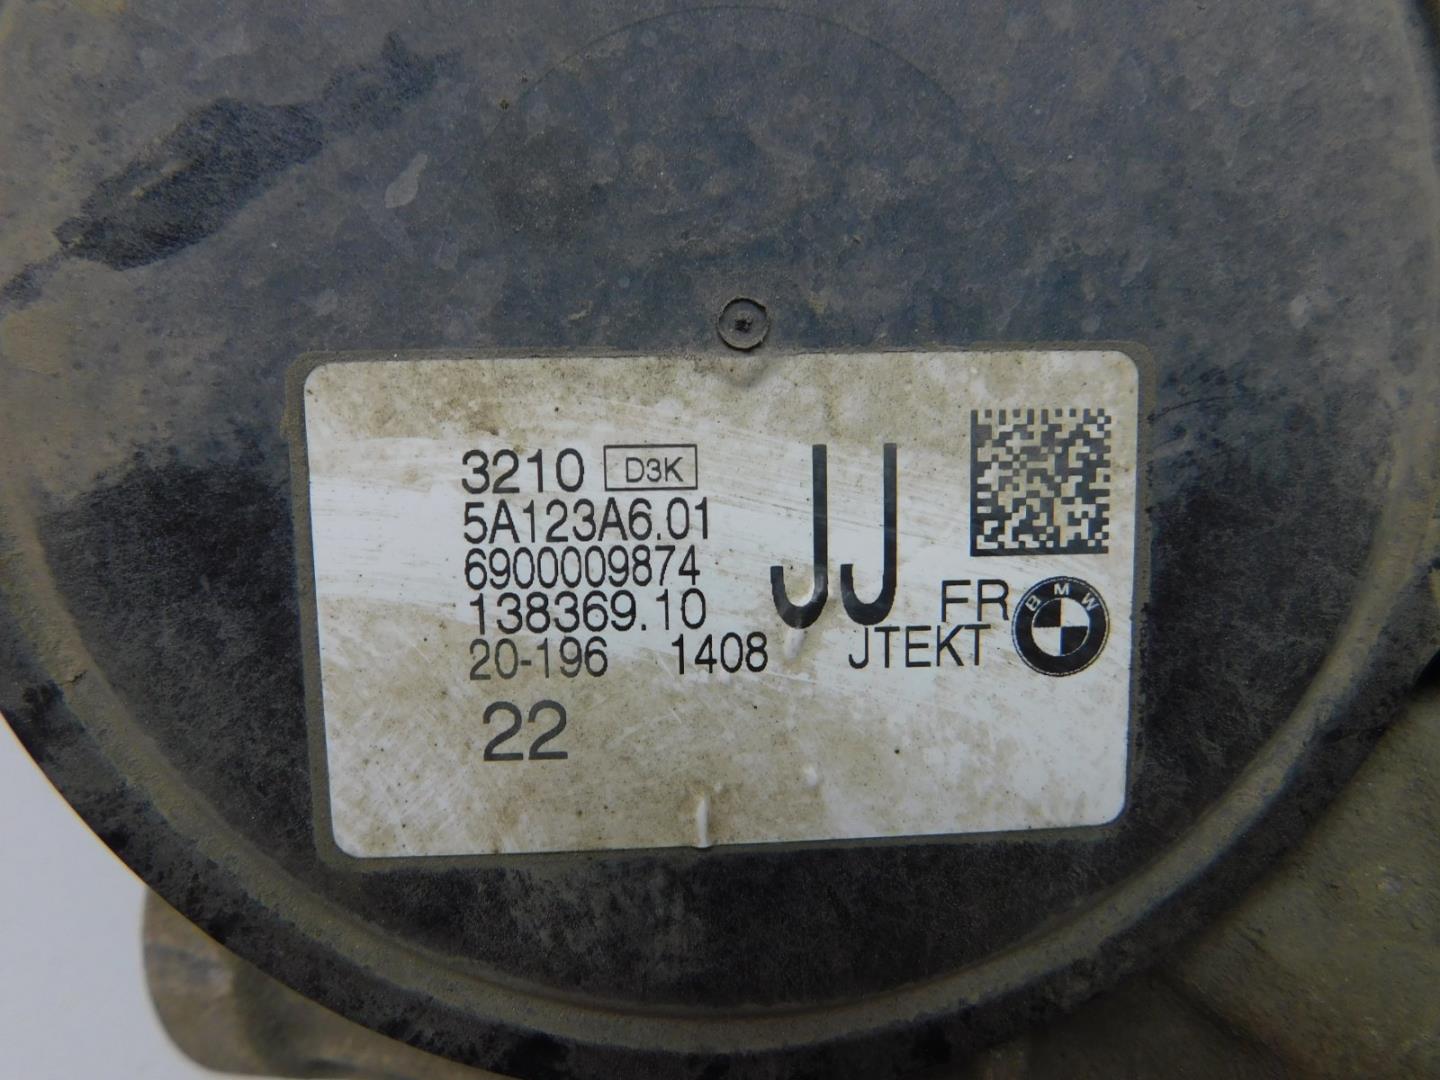 3210 D3K
5A123A6.01
6900009874
138369.10
20-196 1408
22
JJ
FR
JTEKT
BMW